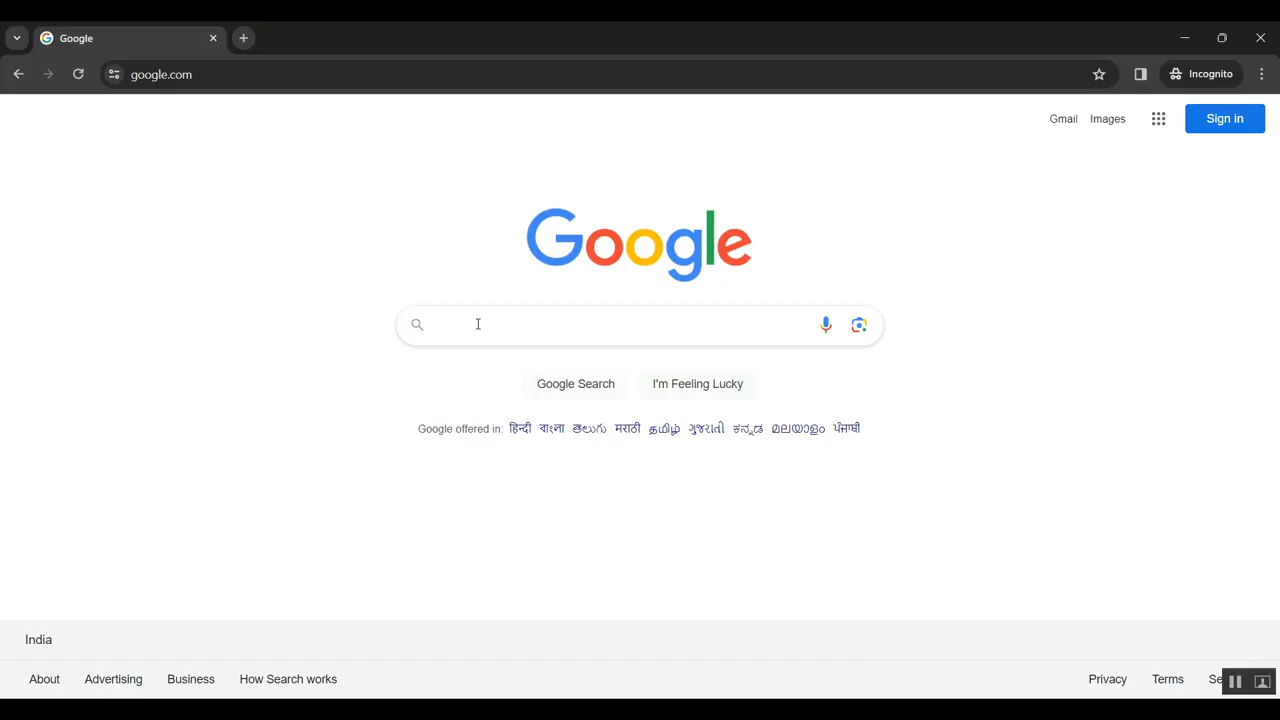 Google
google.com
Incognito
Gmail Images Sign in
Google
Google Search I'm Feeling Lucky
Google offered in: हिन्दी বাংলা తెలుగు मराठी தமிழ் ગુજરાતી ಕನ್ನಡ മലയാളം ਪੰਜਾਬੀ
India
About Advertising Business How Search works Privacy Terms Se